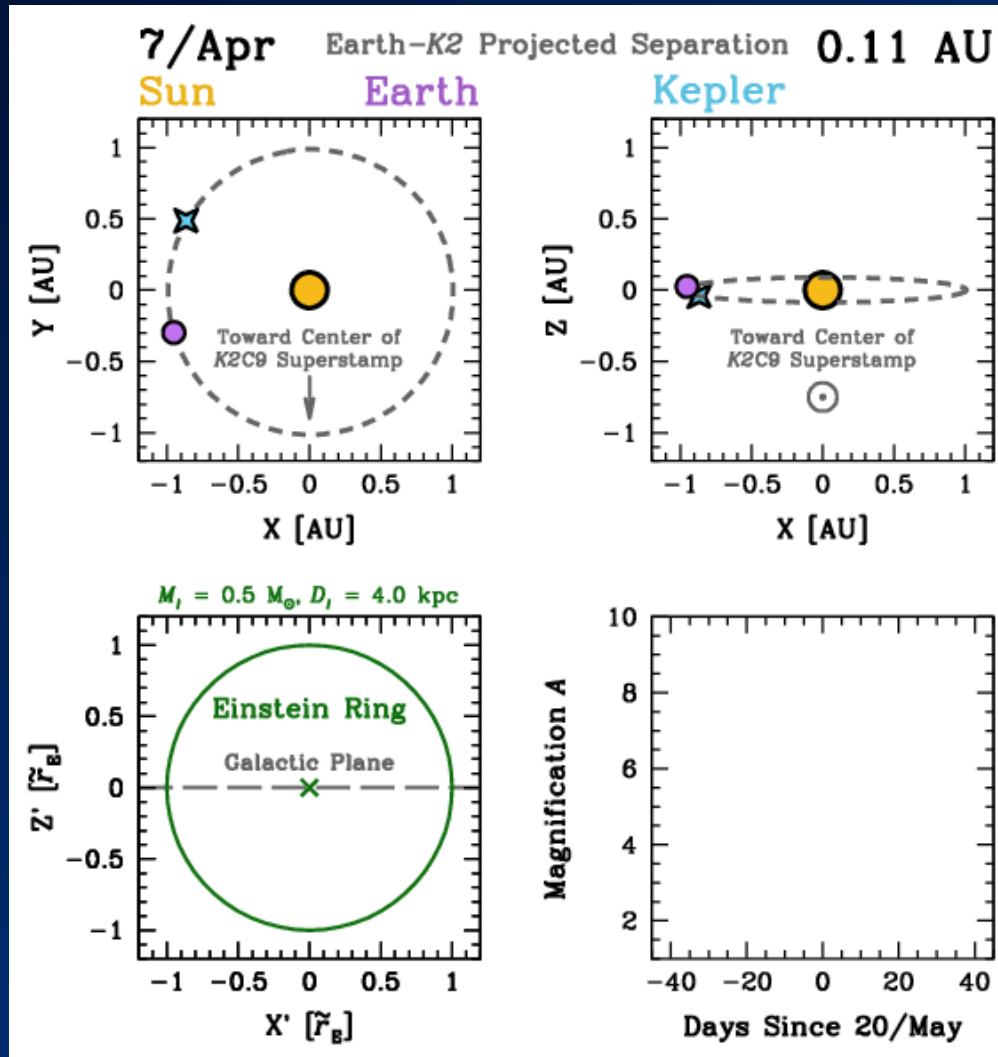 7/Apr Earth-K2 Projected Separation 0.11 AU
Sun Earth Kepler
1
0.5
0
-0.5
-1
Y [AU]
Toward Center of
K2C9 Superstamp
-1 -0.5 0 0.5 1
X [AU]
1
0.5
0
-0.5
-1
Z [AU]
Toward Center of
K2C9 Superstamp
-1 -0.5 0 0.5 1
X [AU]
M_l = 0.5 M_⊙, D_l = 4.0 kpc
1
0.5
0
-0.5
-1
Z' [r̃_E]
Einstein Ring
Galactic Plane
-1 -0.5 0 0.5 1
X' [r̃_E]
10
8
6
4
2
Magnification A
-40 -20 0 20 40
Days Since 20/May